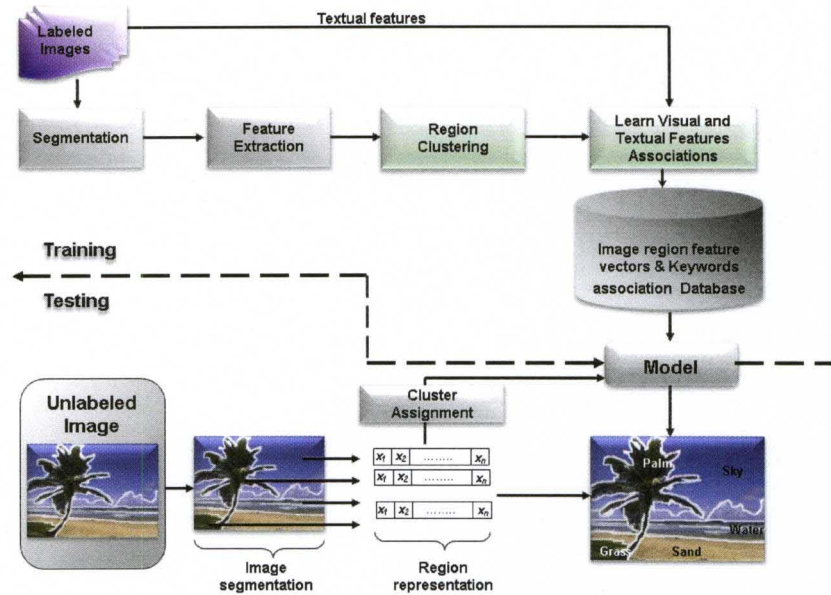 Textual features
Labeled
Images
Segmentation
Feature
Extraction
Region
Clustering
Learn Visual and
Textual Features
Associations
Image region feature
vectors & Keywords
association Database
Training
Testing
Model
Unlabeled
Image
Cluster
Assignment
x1 x2 ........ xn
x1 x2 ........ xn
x1 x2 ........ xn
Palm
Sky
Water
Grass
Sand
Image
segmentation
Region
representation